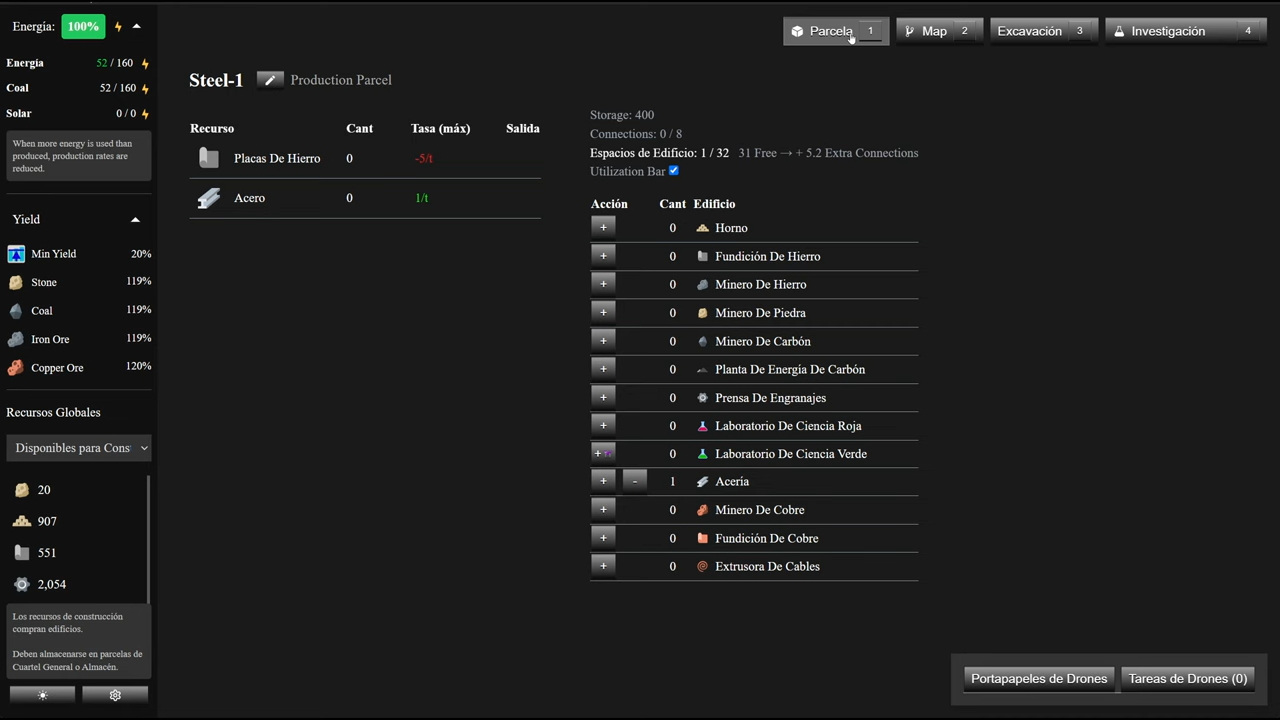 Energía: 100%
Energía 52 / 160
Coal 52 / 160
Solar 0 / 0
When more energy is used than
produced, production rates are
reduced.
Yield
Min Yield 20%
Stone 119%
Coal 119%
Iron Ore 119%
Copper Ore 120%
Recursos Globales
Disponibles para Cons
20
907
551
2,054
Los recursos de construcción
compran edificios.
Deben almacenarse en parcelas de
Cuartel General o Almacén.
Parcela 1
Map 2
Excavación 3
Investigación 4
Steel-1 Production Parcel
Recurso Cant Tasa (máx) Salida
Placas De Hierro 0 -5/t
Acero 0 1/t
Storage: 400
Connections: 0 / 8
Espacios de Edificio: 1 / 32 31 Free → + 5.2 Extra Connections
Utilization Bar
Acción Cant Edificio
+ 0 Horno
+ 0 Fundición De Hierro
+ 0 Minero De Hierro
+ 0 Minero De Piedra
+ 0 Minero De Carbón
+ 0 Planta De Energía De Carbón
+ 0 Prensa De Engranajes
+ 0 Laboratorio De Ciencia Roja
+ 0 Laboratorio De Ciencia Verde
+ - 1 Acería
+ 0 Minero De Cobre
+ 0 Fundición De Cobre
+ 0 Extrusora De Cables
Portapapeles de Drones
Tareas de Drones (0)